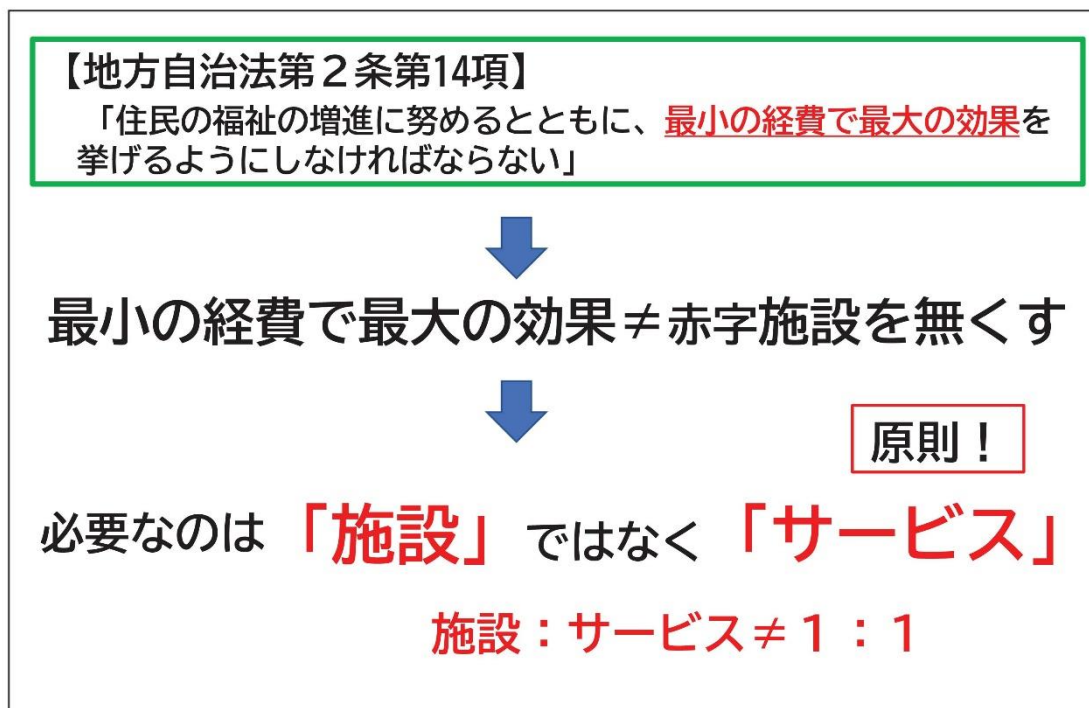 【地方自治法第２条第14項】
「住民の福祉の増進に努めるとともに、最小の経費で最大の効果を
挙げるようにしなければならない」
最小の経費で最大の効果≠赤字施設を無くす
原則！
必要なのは「施設」ではなく「サービス」
施設：サービス≠１：１